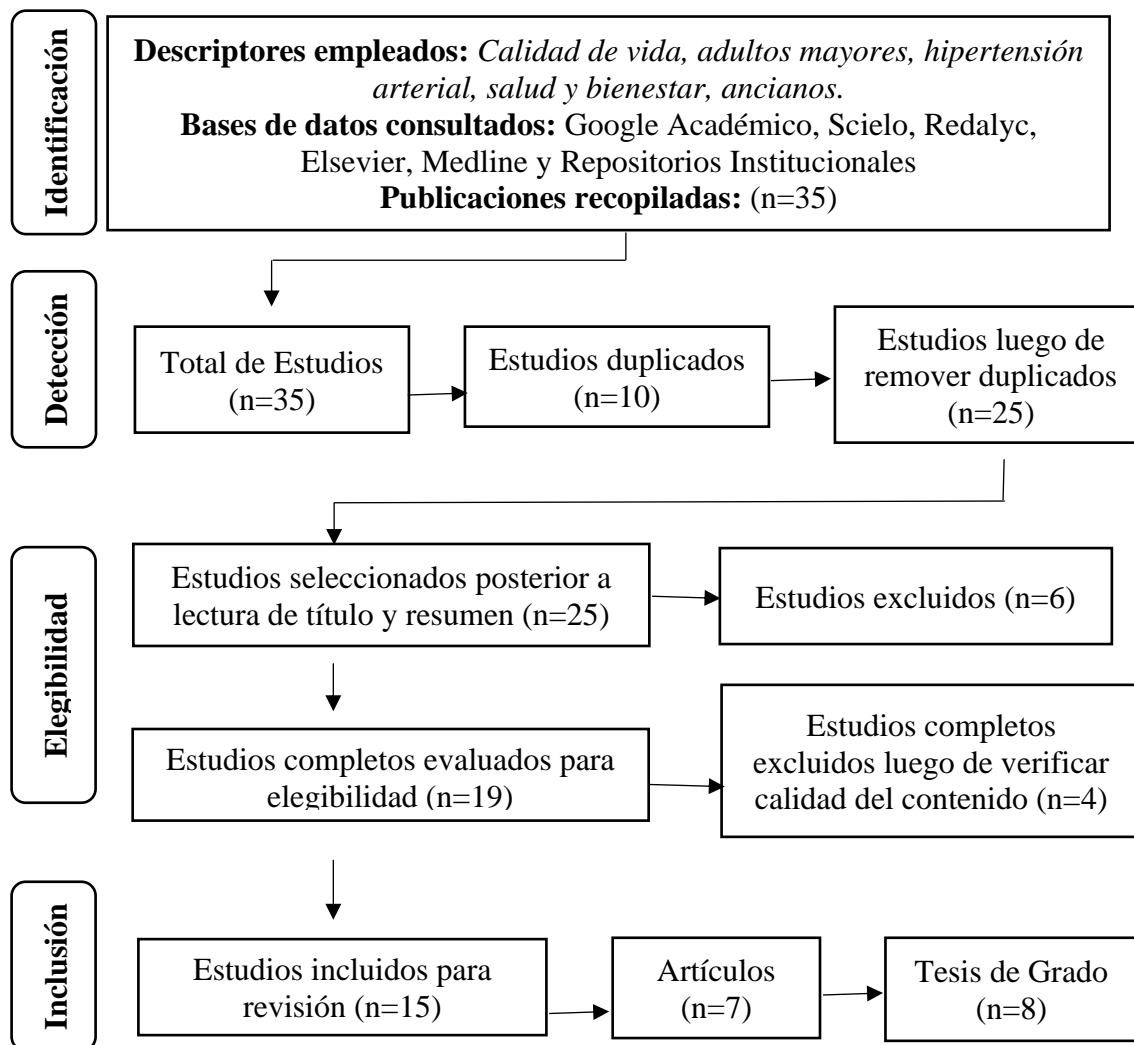 Identificación
Descriptores empleados: Calidad de vida, adultos mayores, hipertensión
arterial, salud y bienestar, ancianos.
Bases de datos consultados: Google Académico, Scielo, Redalyc,
Elsevier, Medline y Repositorios Institucionales
Publicaciones recopiladas: (n=35)
Detección
Total de Estudios
(n=35)
Estudios duplicados
(n=10)
Estudios luego de
remover duplicados
(n=25)
Elegibilidad
Estudios seleccionados posterior a
lectura de título y resumen (n=25)
Estudios excluidos (n=6)
Estudios completos evaluados para
elegibilidad (n=19)
Estudios completos
excluidos luego de verificar
calidad del contenido (n=4)
Inclusión
Estudios incluidos para
revisión (n=15)
Artículos
(n=7)
Tesis de Grado
(n=8)